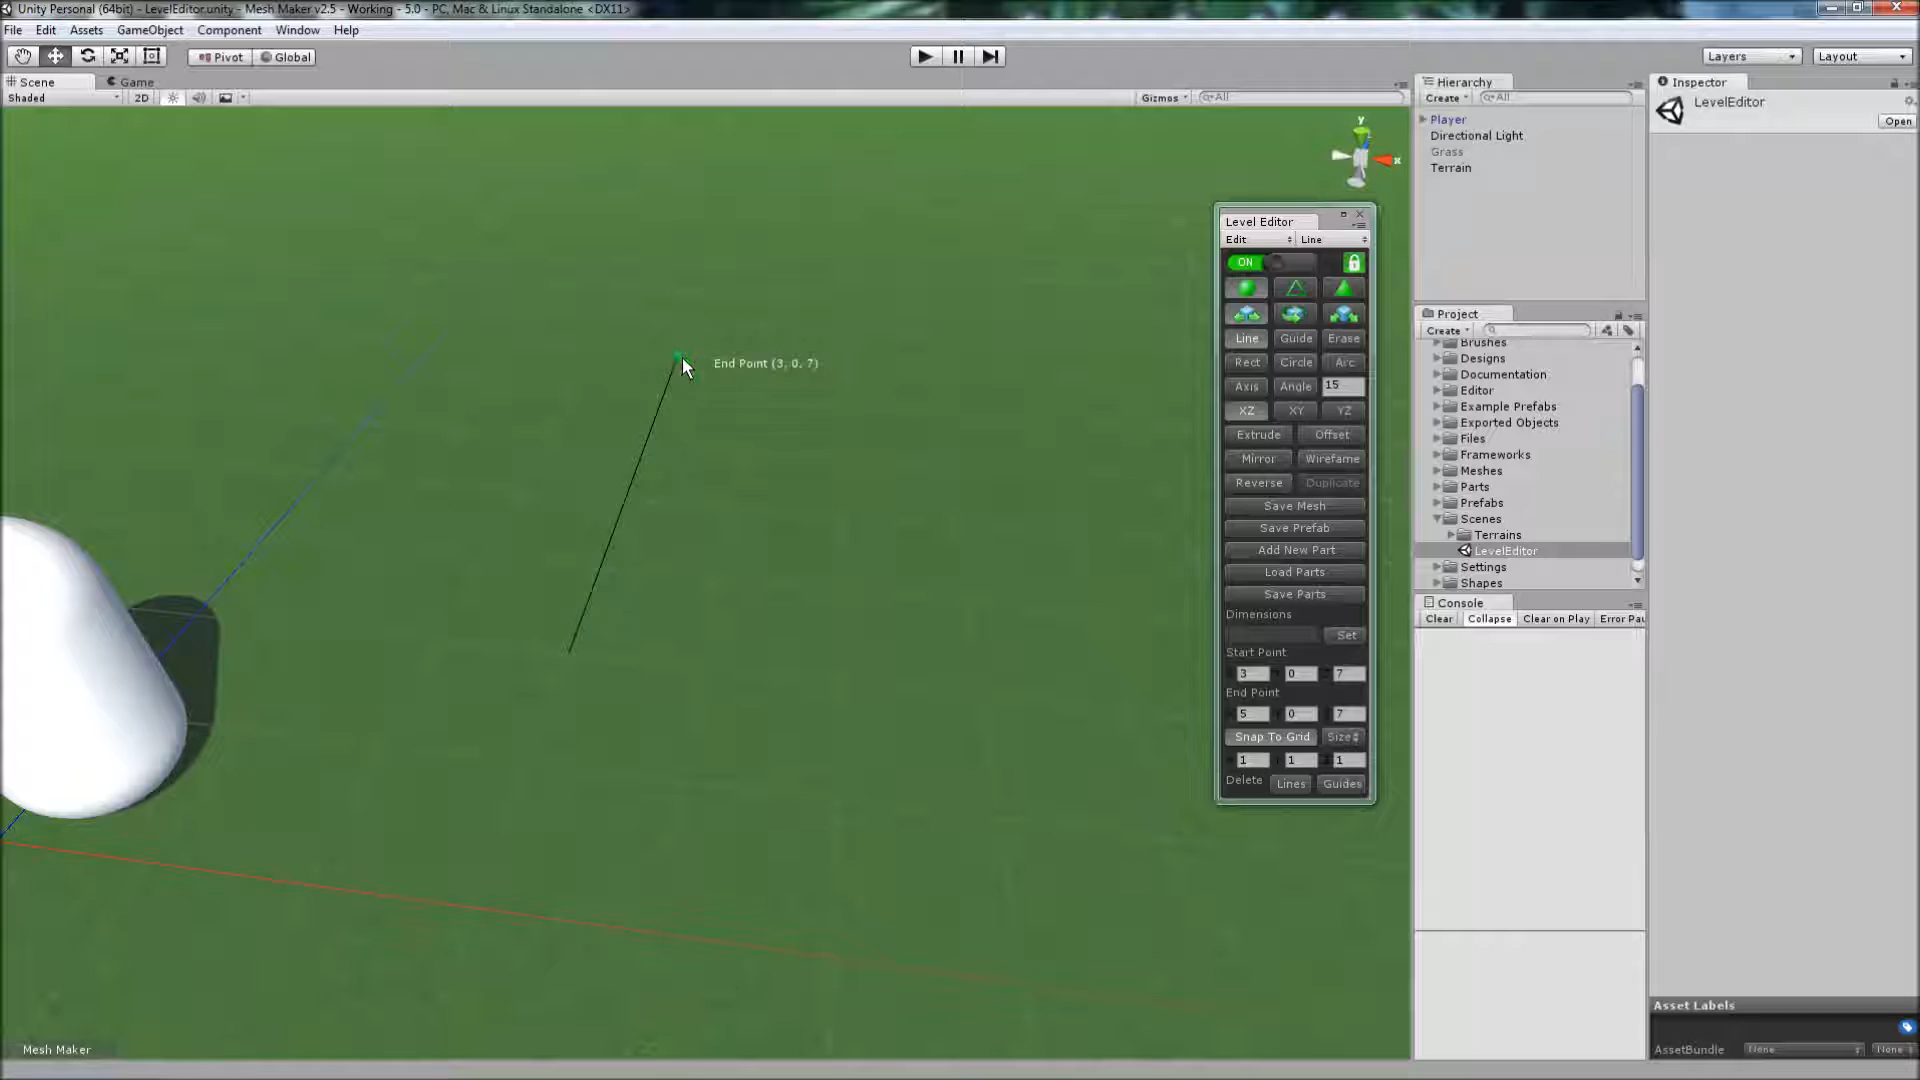 Unity Personal (64bit) - LevelEditor.unity - Mesh Maker v2.5 - Working - 5.0 - PC, Mac & Linux Standalone <DX11>
File Edit Assets GameObject Component Window Help
Pivot Global Layers Layout
Scene Game
Shaded 2D Gizmos All
Hierarchy
Create All
Player
Directional Light
Grass
Terrain
Inspector
LevelEditor
Open
y
x
End Point (3, 0, 7)
Level Editor
Edit Line
ON
Line Guide Erase
Rect Circle Arc
Axis Angle 15
XZ XY YZ
Extrude Offset
Mirror Wirefame
Reverse Duplicate
Save Mesh
Save Prefab
Add New Part
Load Parts
Save Parts
Dimensions
Set
Start Point
3 0 7
End Point
5 0 7
Snap To Grid Size
1 1 1
Delete Lines Guides
Project
Create
Brushes
Designs
Documentation
Editor
Example Prefabs
Exported Objects
Files
Frameworks
Meshes
Parts
Prefabs
Scenes
Terrains
LevelEditor
Settings
Shapes
Console
Clear Collapse Clear on Play Error Pau
Asset Labels
AssetBundle None None
Mesh Maker